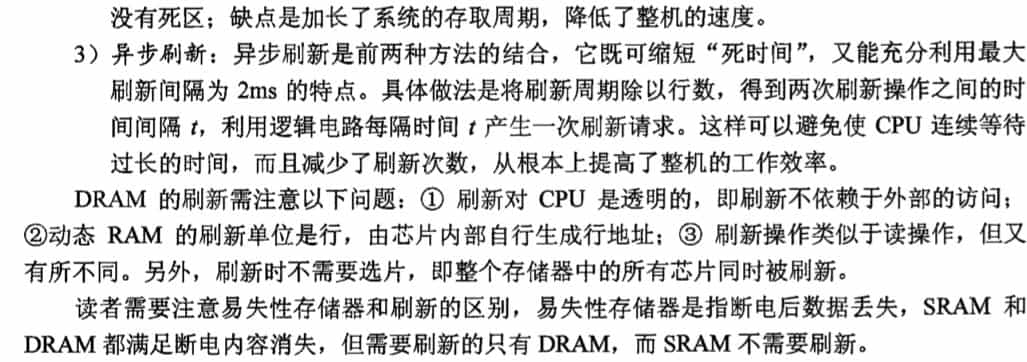 没有死区；缺点是加长了系统的存取周期，降低了整机的速度。
3）异步刷新：异步刷新是前两种方法的结合，它既可缩短“死时间”，又能充分利用最大
刷新间隔为 2ms 的特点。具体做法是将刷新周期除以行数，得到两次刷新操作之间的时
间间隔 t，利用逻辑电路每隔时间 t 产生一次刷新请求。这样可以避免使 CPU 连续等待
过长的时间，而且减少了刷新次数，从根本上提高了整机的工作效率。
DRAM 的刷新需注意以下问题：① 刷新对 CPU 是透明的，即刷新不依赖于外部的访问；
②动态 RAM 的刷新单位是行，由芯片内部自行生成行地址；③ 刷新操作类似于读操作，但又
有所不同。另外，刷新时不需要选片，即整个存储器中的所有芯片同时被刷新。
读者需要注意易失性存储器和刷新的区别，易失性存储器是指断电后数据丢失，SRAM 和
DRAM 都满足断电内容消失，但需要刷新的只有 DRAM，而 SRAM 不需要刷新。